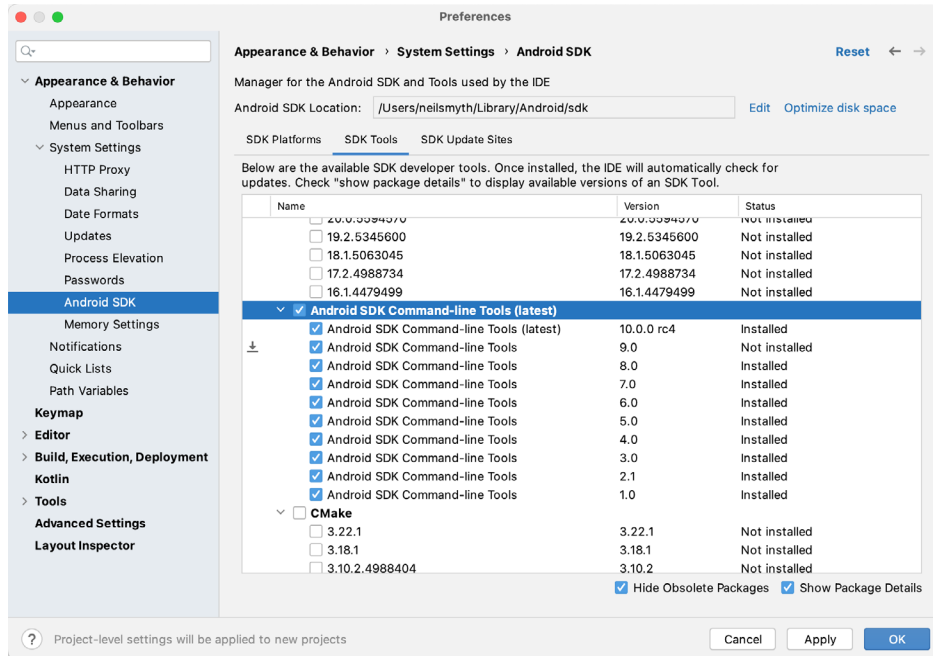 Preferences
Appearance & Behavior › System Settings › Android SDK
Reset
Manager for the Android SDK and Tools used by the IDE
Android SDK Location: /Users/neilsmyth/Library/Android/sdk Edit Optimize disk space
SDK Platforms SDK Tools SDK Update Sites
Below are the available SDK developer tools. Once installed, the IDE will automatically check for
updates. Check "show package details" to display available versions of an SDK Tool.
Appearance & Behavior
Appearance
Menus and Toolbars
System Settings
HTTP Proxy
Data Sharing
Date Formats
Updates
Process Elevation
Passwords
Android SDK
Memory Settings
Notifications
Quick Lists
Path Variables
Keymap
Editor
Build, Execution, Deployment
Kotlin
Tools
Advanced Settings
Layout Inspector
Name Version Status
20.0.5594570 20.0.5594570 Not installed
19.2.5345600 19.2.5345600 Not installed
18.1.5063045 18.1.5063045 Not installed
17.2.4988734 17.2.4988734 Not installed
16.1.4479499 16.1.4479499 Not installed
Android SDK Command-line Tools (latest)
Android SDK Command-line Tools (latest) 10.0.0 rc4 Installed
Android SDK Command-line Tools 9.0 Not installed
Android SDK Command-line Tools 8.0 Installed
Android SDK Command-line Tools 7.0 Installed
Android SDK Command-line Tools 6.0 Installed
Android SDK Command-line Tools 5.0 Installed
Android SDK Command-line Tools 4.0 Installed
Android SDK Command-line Tools 3.0 Installed
Android SDK Command-line Tools 2.1 Installed
Android SDK Command-line Tools 1.0 Installed
CMake
3.22.1 3.22.1 Not installed
3.18.1 3.18.1 Not installed
3.10.2.4988404 3.10.2 Not installed
Hide Obsolete Packages Show Package Details
? Project-level settings will be applied to new projects
Cancel Apply OK